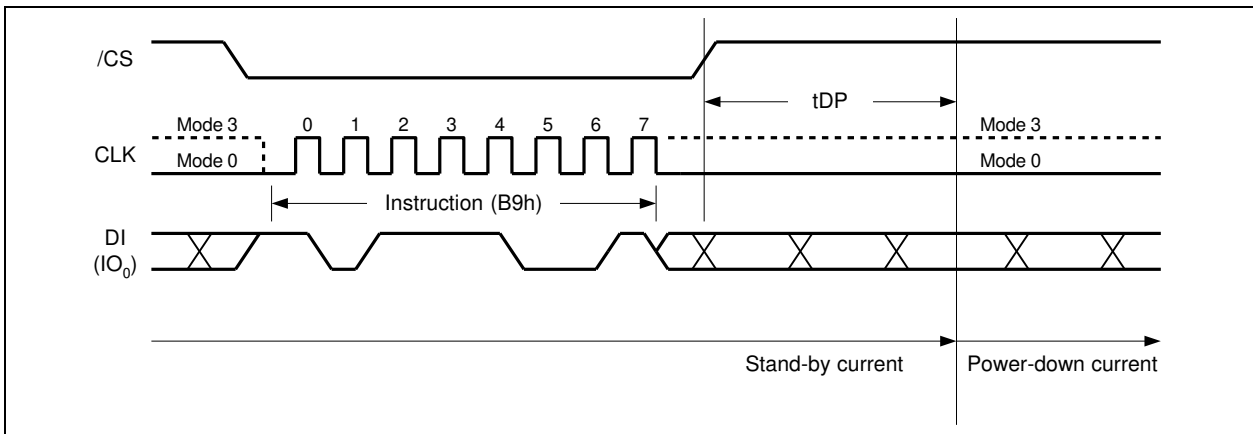 /CS
tDP
Mode 3
0 1 2 3 4 5 6 7
Mode 3
CLK
Mode 0
Mode 0
Instruction (B9h)
DI
(IO0)
Stand-by current
Power-down current